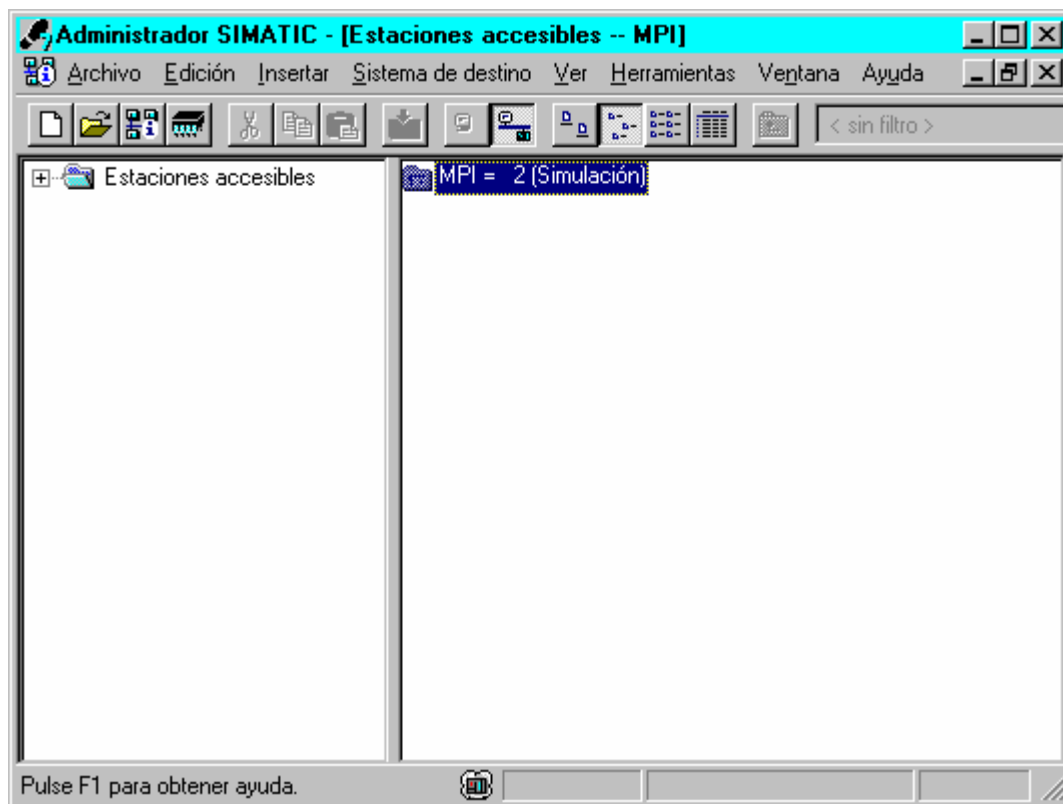 Administrador SIMATIC - [Estaciones accesibles -- MPI]
Archivo Edición Insertar Sistema de destino Ver Herramientas Ventana Ayuda
< sin filtro >
Estaciones accesibles
MPI = 2 (Simulación)
Pulse F1 para obtener ayuda.